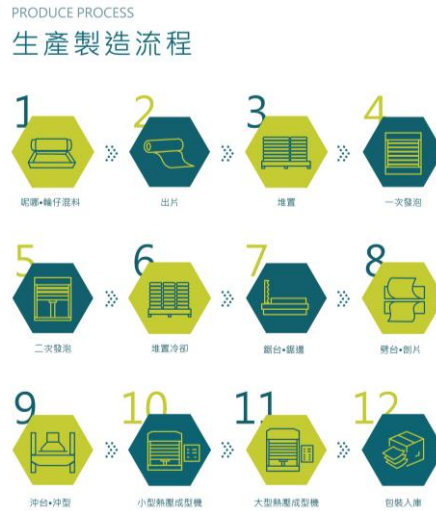 PRODUCE PROCESS
生產製造流程
1
2
3
4
呢嘟•輪仔混料
出片
堆置
一次發泡
5
6
7
8
二次發泡
堆置冷卻
鋸台•鋸邊
劈台•刨片
9
10
11
12
沖台•沖型
小型熱壓成型機
大型熱壓成型機
包裝入庫